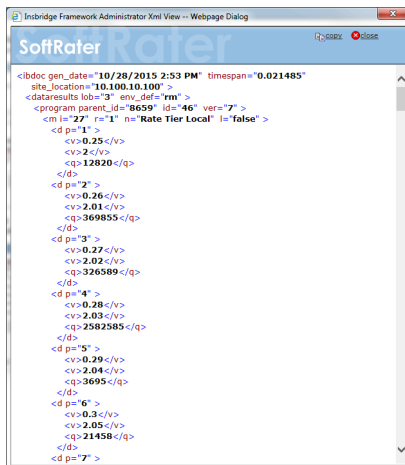 Insbridge Framework Administrator Xml View -- Webpage Dialog
SoftRater
copy close
<ibdoc gen_date="10/28/2015 2:53 PM" timespan="0.021485"
site_location="10.100.10.100" >
<dataresults lob="3" env_def="rm" >
<program parent_id="8659" id="46" ver="7" >
<m i="27" r="1" n="Rate Tier Local" l="false" >
<d p="1" >
<v>0.25</v>
<v>2</v>
<q>12820</q>
</d>
<d p="2" >
<v>0.26</v>
<v>2.01</v>
<q>369855</q>
</d>
<d p="3" >
<v>0.27</v>
<v>2.02</v>
<q>326589</q>
</d>
<d p="4" >
<v>0.28</v>
<v>2.03</v>
<q>2582585</q>
</d>
<d p="5" >
<v>0.29</v>
<v>2.04</v>
<q>3695</q>
</d>
<d p="6" >
<v>0.3</v>
<v>2.05</v>
<q>21458</q>
</d>
<d p="7" >